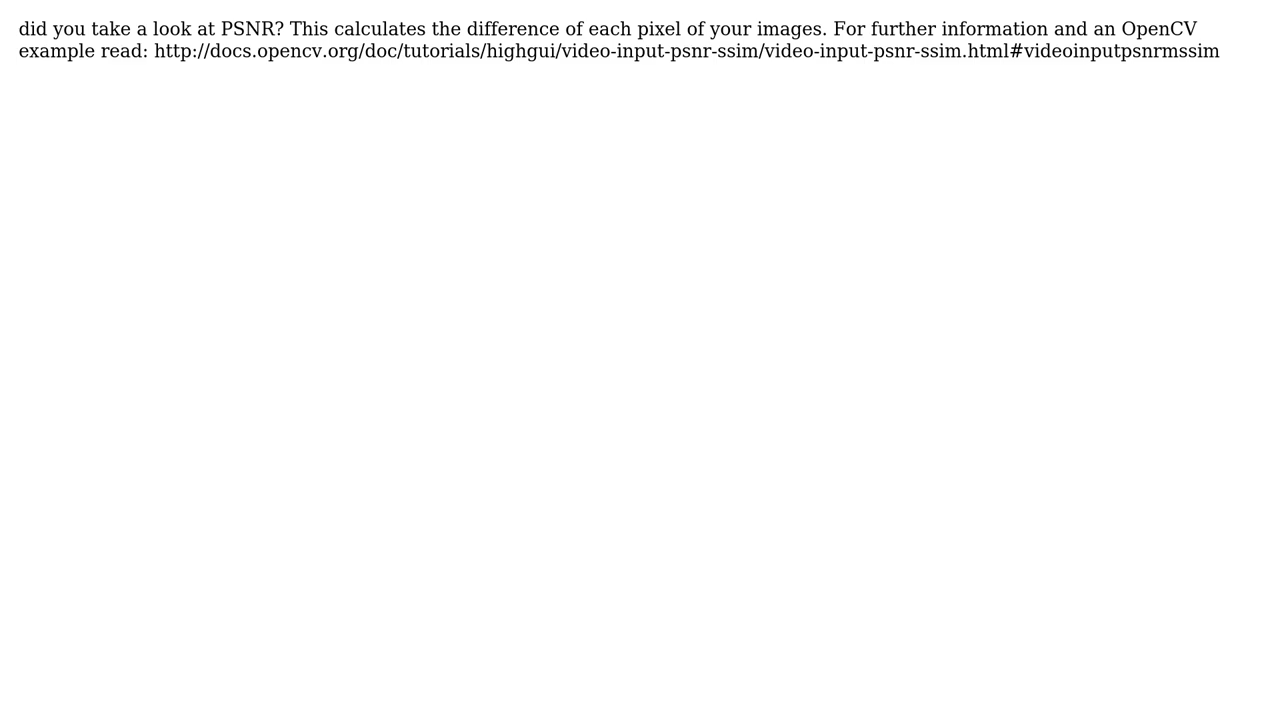 did you take a look at PSNR? This calculates the difference of each pixel of your images. For further information and an OpenCV
example read: http://docs.opencv.org/doc/tutorials/highgui/video-input-psnr-ssim/video-input-psnr-ssim.html#videoinputpsnrmssim